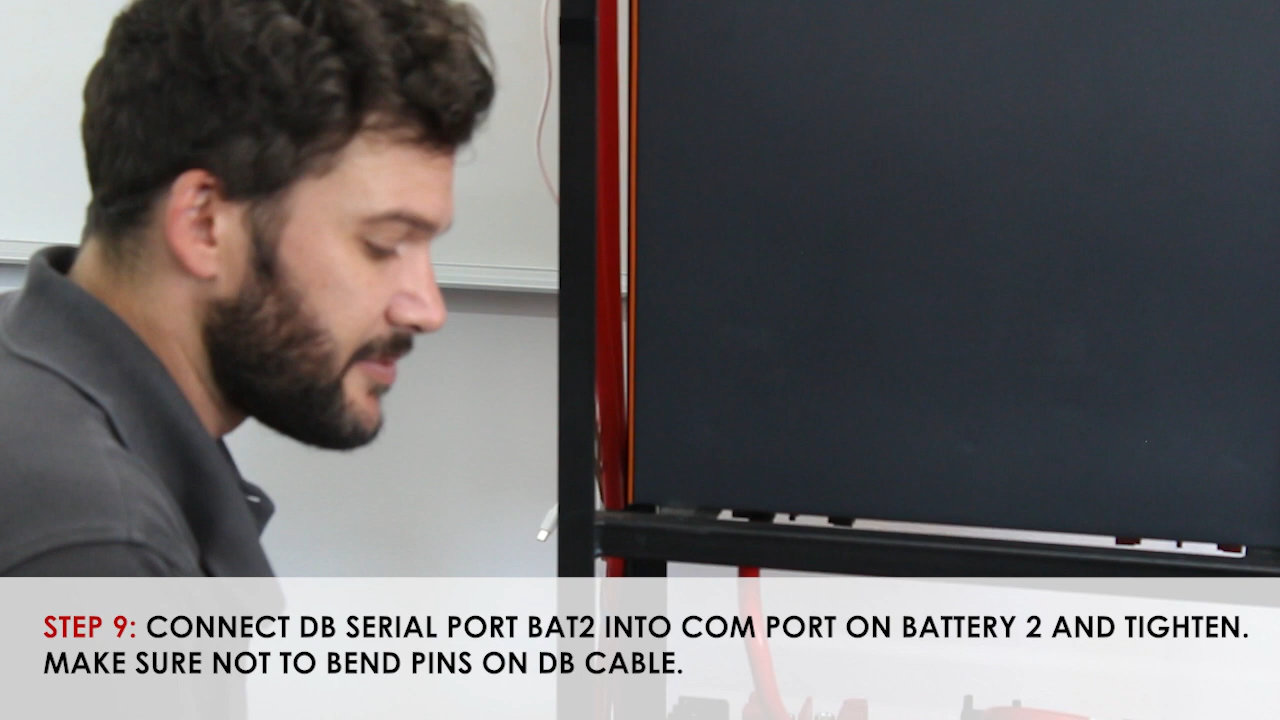 STEP 9: CONNECT DB SERIAL PORT BAT2 INTO COM PORT ON BATTERY 2 AND TIGHTEN.
MAKE SURE NOT TO BEND PINS ON DB CABLE.